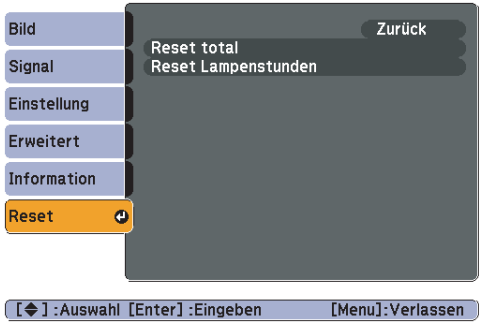 Bild
Signal
Einstellung
Erweitert
Information
Reset
Zurück
Reset total
Reset Lampenstunden
[◆] :Auswahl [Enter] :Eingeben [Menu]:Verlassen